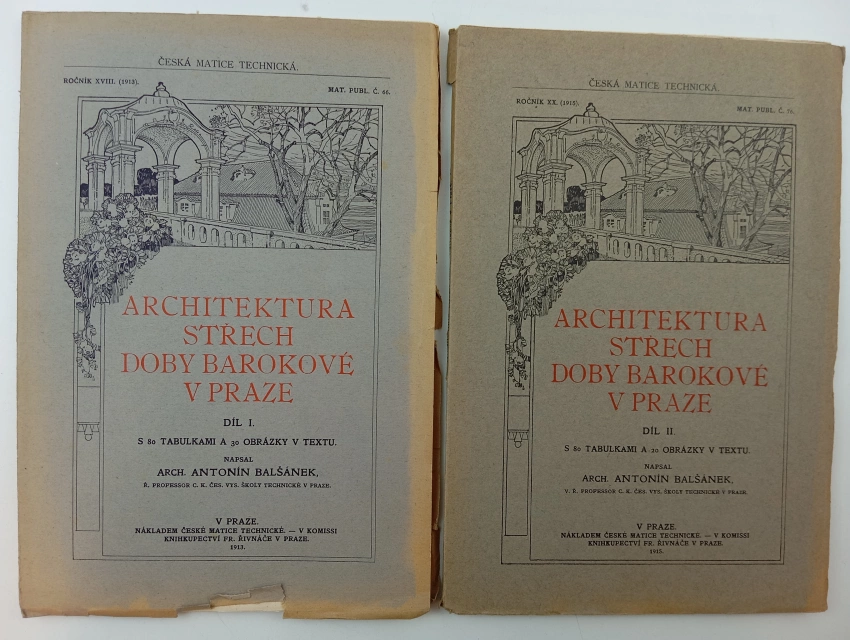 ČESKÁ MATICE TECHNICKÁ.
ROČNÍK XVIII. (1913).
MAT. PUBL. Č. 66.
ARCHITEKTURA
STŘECH
DOBY BAROKOVÉ
V PRAZE
DÍL I.
S 80 TABULKAMI A 30 OBRÁZKY V TEXTU.
NAPSAL
ARCH. ANTONÍN BALŠÁNEK,
Ř. PROFESSOR C. K. ČES. VYS. ŠKOLY TECHNICKÉ V PRAZE.
V PRAZE.
NÁKLADEM ČESKÉ MATICE TECHNICKÉ. — V KOMISSI
KNIHKUPECTVÍ FR. ŘIVNÁČE V PRAZE.
1913.
ČESKÁ MATICE TECHNICKÁ.
ROČNÍK XX. (1915).
MAT. PUBL. Č.
ARCHITEKTURA
STŘECH
DOBY BAROKOVÉ
V PRAZE
DÍL II.
S 80 TABULKAMI A 20 OBRÁZKY V TEXTU.
NAPSAL
ARCH. ANTONÍN BALŠÁNEK,
V. Ř. PROFESSOR C. K. ČES. VYS. ŠKOLY TECHNICKÉ V PRAZE.
V PRAZE.
NÁKLADEM ČESKÉ MATICE TECHNICKÉ. — V KOMISSI
KNIHKUPECTVÍ FR. ŘIVNÁČE V PRAZE.
1915.